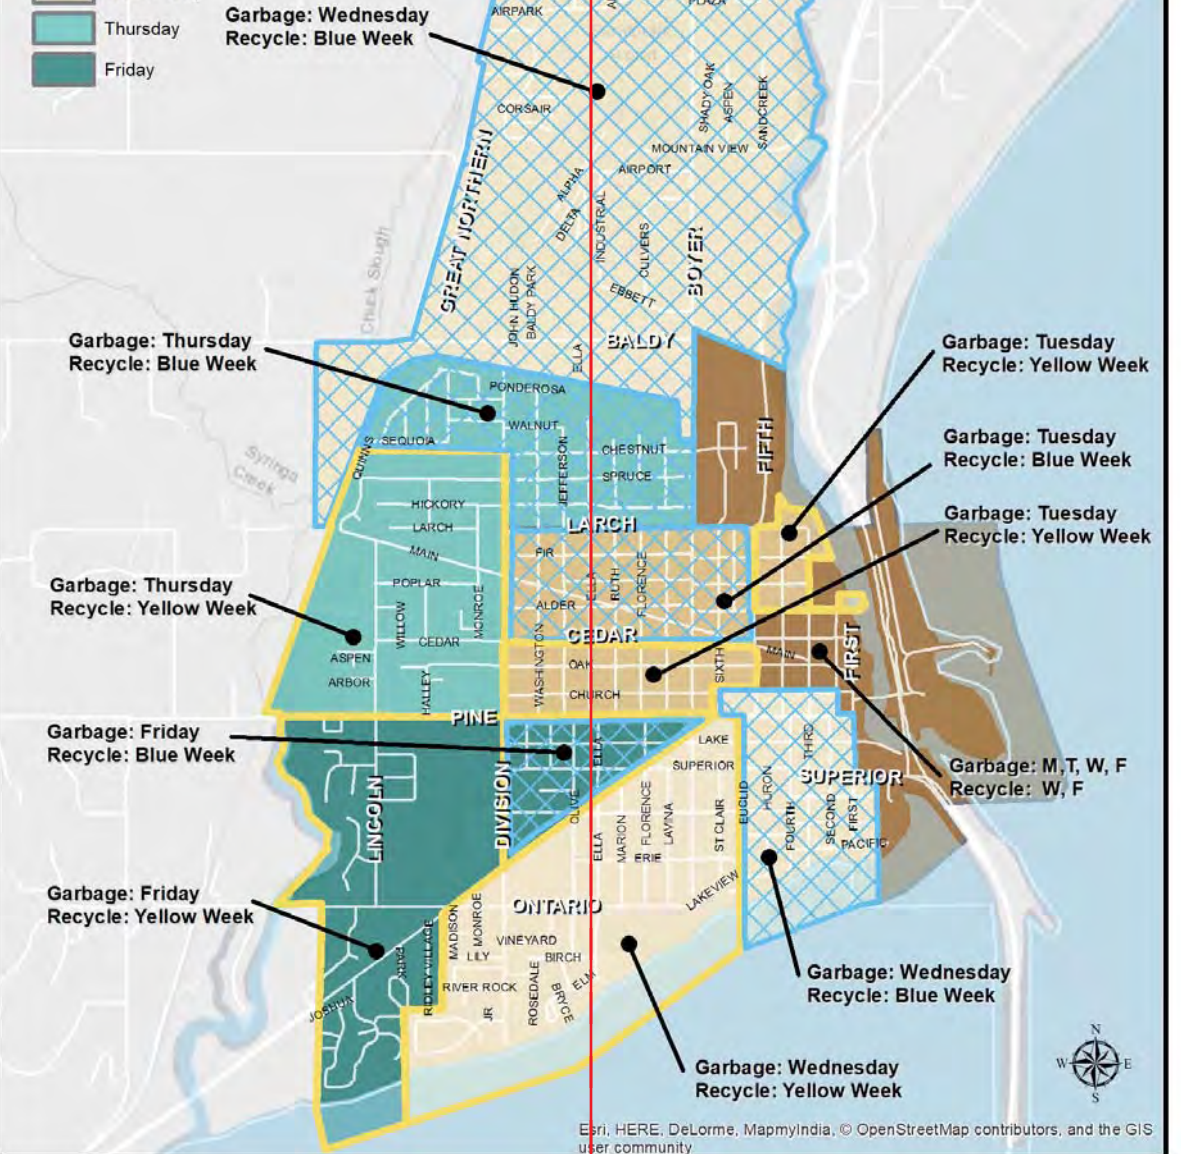 PLAZA
AIRPARK
Garbage: Wednesday
Recycle: Blue Week
Thursday
Friday
CORSAIR
SHADY OAK
ASPEN
SANDCREEK
MOUNTAIN VIEW
AIRPORT
GREAT NORTHERN
ALPHA
DELTA
INDUSTRIAL
CULVERS
BOYER
Chuck Slough
JOHN HUDON
BALDY PARK
EBBETT
ELLA
BALDY
Garbage: Thursday
Recycle: Blue Week
Garbage: Tuesday
Recycle: Yellow Week
PONDEROSA
WALNUT
SEQUOIA
QUINNS
JEFFERSON
CHESTNUT
SPRUCE
FIFTH
Garbage: Tuesday
Recycle: Blue Week
Syringa
Creek
HICKORY
LARCH
LARCH
MAIN
FIR
Garbage: Tuesday
Recycle: Yellow Week
POPLAR
WILLOW
MONROE
ELLA
RUTH
FLORENCE
ALDER
Garbage: Thursday
Recycle: Yellow Week
CEDAR
CEDAR
ASPEN
ARBOR
HALLEY
WASHINGTON
OAK
CHURCH
SIXTH
MAIN
FIRST
PINE
Garbage: Friday
Recycle: Blue Week
LINCOLN
DIVISION
ELLA
OLIVE
LAKE
SUPERIOR
THIRD
SUPERIOR
Garbage: M,T, W, F
Recycle: W, F
ELLA
MARION
FLORENCE
LAVINA
ERIE
ST CLAIR
EUCLID
HURON
FOURTH
SECOND
FIRST
PACIFIC
Garbage: Friday
Recycle: Yellow Week
LAKEVIEW
ONTARIO
MADISON
MONROE
RIDLEY VILLAGE
PARK
VINEYARD
LILY
BIRCH
RIVER ROCK
ELM
ROSEDALE
BRYCE
JR
JOSHUA
Garbage: Wednesday
Recycle: Blue Week
Garbage: Wednesday
Recycle: Yellow Week
N
W
E
S
Esri, HERE, DeLorme, MapmyIndia, © OpenStreetMap contributors, and the GIS
user community